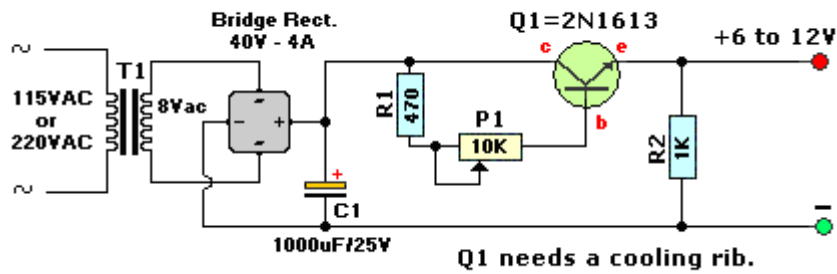 Bridge Rect.
40V - 4A
Q1=2N1613
+6 to 12V
T1
115VAC
or
220VAC
8Vac
~
~
-
+
c
e
b
R1
470
P1
10K
R2
1K
+
C1
1000uF/25V
-
Q1 needs a cooling rib.